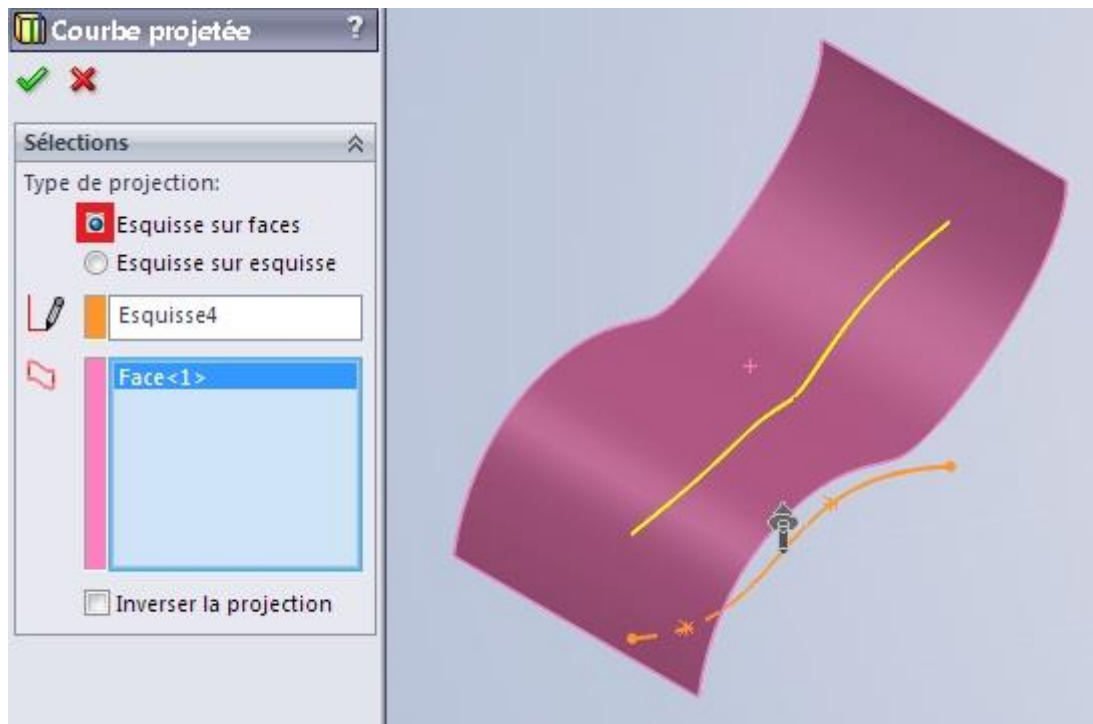 Courbe projetée ?
Sélections
Type de projection:
Esquisse sur faces
Esquisse sur esquisse
Esquisse4
Face<1>
Inverser la projection